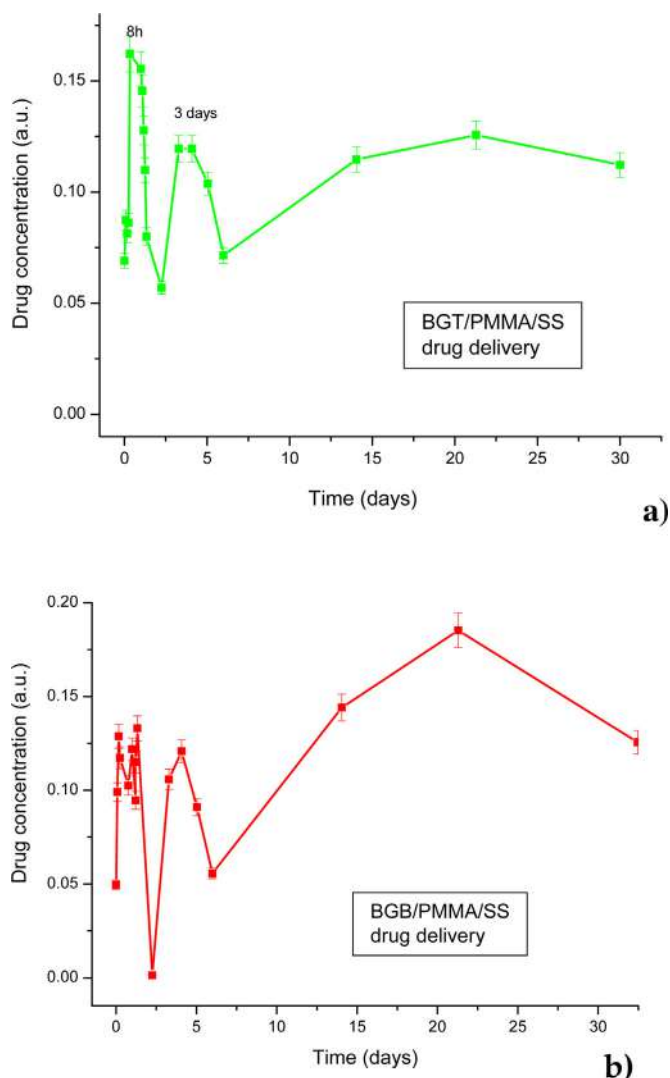 8h
3 days
0.15
0.10
0.05
0.00
Drug concentration (a.u.)
BGT/PMMA/SS
drug delivery
0 5 10 15 20 25 30
Time (days)
a)
0.20
0.15
0.10
0.05
0.00
Drug concentration (a.u.)
BGB/PMMA/SS
drug delivery
0 5 10 15 20 25 30
Time (days)
b)